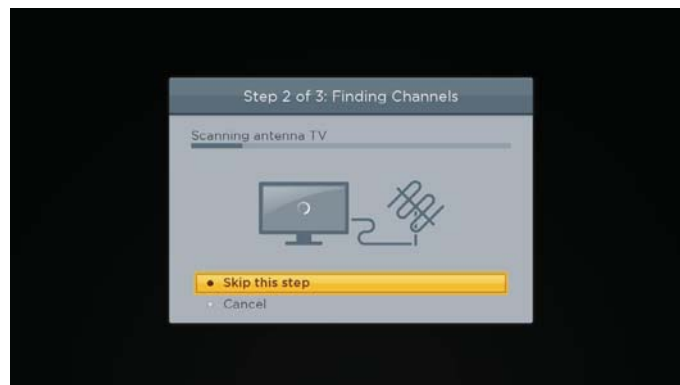 Step 2 of 3: Finding Channels
Scanning antenna TV
Skip this step
Cancel